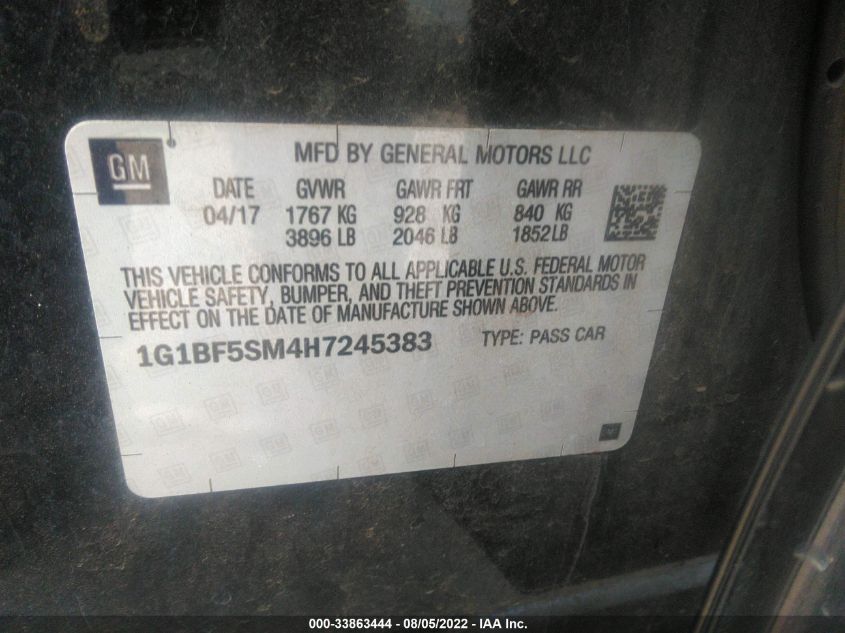 GM
MFD BY GENERAL MOTORS LLC
DATE GVWR GAWR FRT GAWR RR
04/17 1767 KG 928 KG 840 KG
3896 LB 2046 LB 1852 LB
THIS VEHICLE CONFORMS TO ALL APPLICABLE U.S. FEDERAL MOTOR
VEHICLE SAFETY, BUMPER, AND THEFT PREVENTION STANDARDS IN
EFFECT ON THE DATE OF MANUFACTURE SHOWN ABOVE.
1G1BF5SM4H7245383 TYPE: PASS CAR
000-33863444 - 08/05/2022 - IAA Inc.